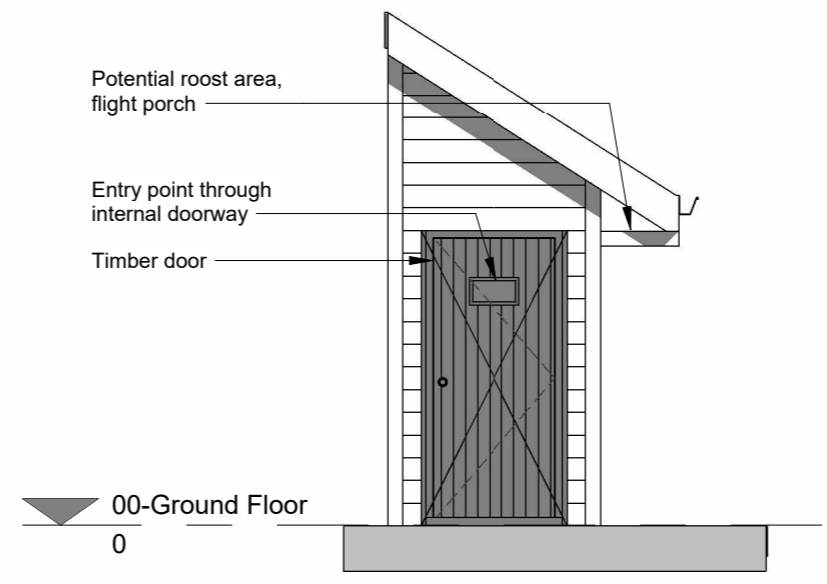 Potential roost area,
flight porch
Entry point through
internal doorway
Timber door
00-Ground Floor
0